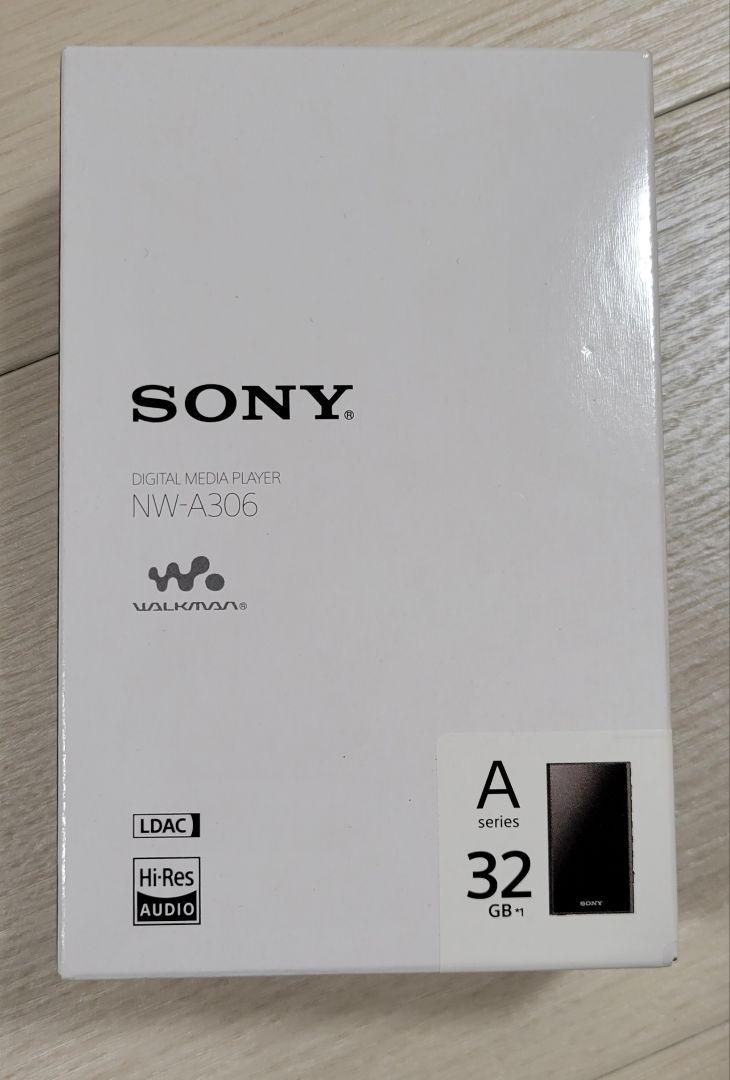 SONY®
DIGITAL MEDIA PLAYER
NW-A306
WALKMAN®
LDAC
Hi-Res
AUDIO
A
series
32
GB *1
SONY